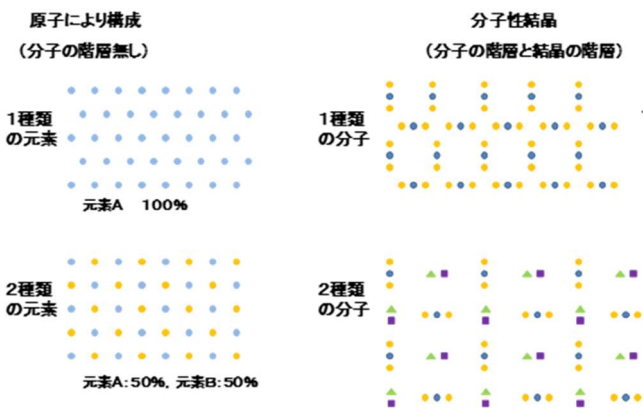 原子により構成
（分子の階層無し）
1種類
の元素
元素A　100%
2種類
の元素
元素A：50%，元素B：50%
分子性結晶
（分子の階層と結晶の階層）
1種類
の分子
2種類
の分子